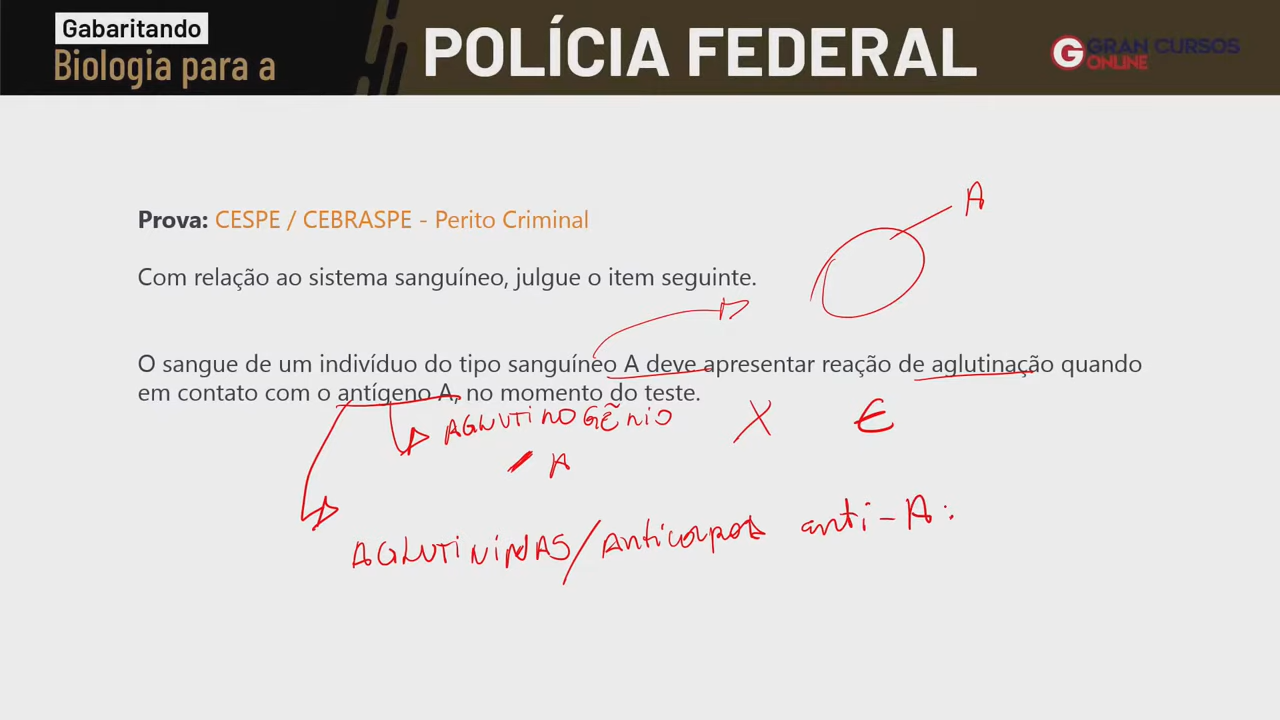 Gabaritando
Biologia para a
POLÍCIA FEDERAL
G GRAN CURSOS
ONLINE
A
Prova: CESPE / CEBRASPE - Perito Criminal
Com relação ao sistema sanguíneo, julgue o item seguinte.
O sangue de um indivíduo do tipo sanguíneo A deve apresentar reação de aglutinação quando
em contato com o antígeno A, no momento do teste.
AGNUTINOGÊNIO X E
A
AGLUTININAS/Anticorpos anti-A: